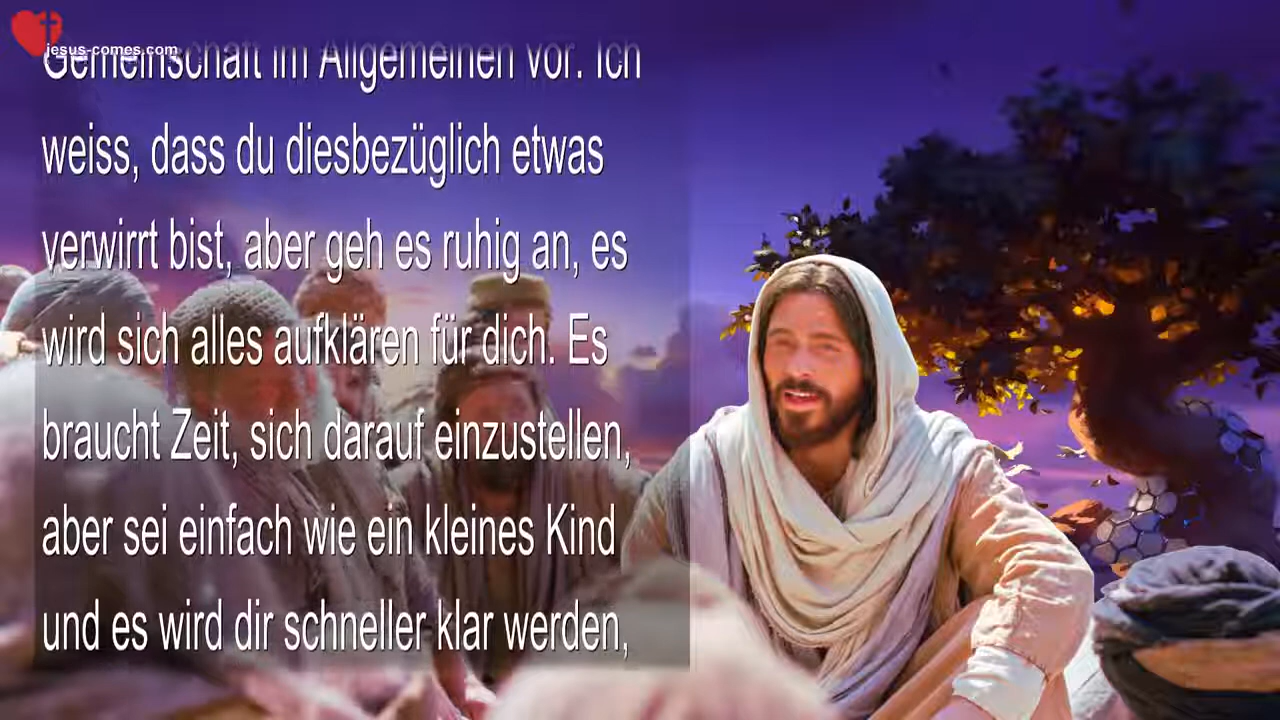 jesus-comes.com
Gemeinschaft im Allgemeinen vor. Ich
weiss, dass du diesbezüglich etwas
verwirrt bist, aber geh es ruhig an, es
wird sich alles aufklären für dich. Es
braucht Zeit, sich darauf einzustellen,
aber sei einfach wie ein kleines Kind
und es wird dir schneller klar werden,